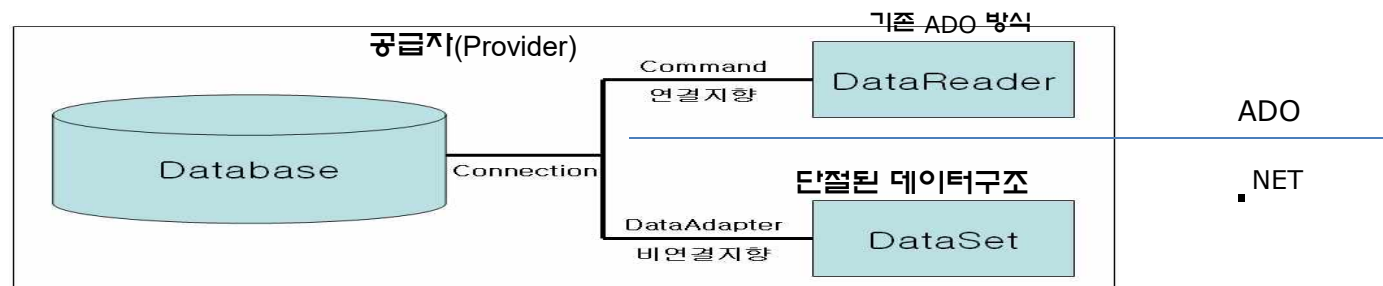 기존 ADO 방식
공급자(Provider)
Command
연결지향
DataReader
ADO
Database
Connection
단절된 데이터구조
.NET
DataAdapter
비연결지향
DataSet